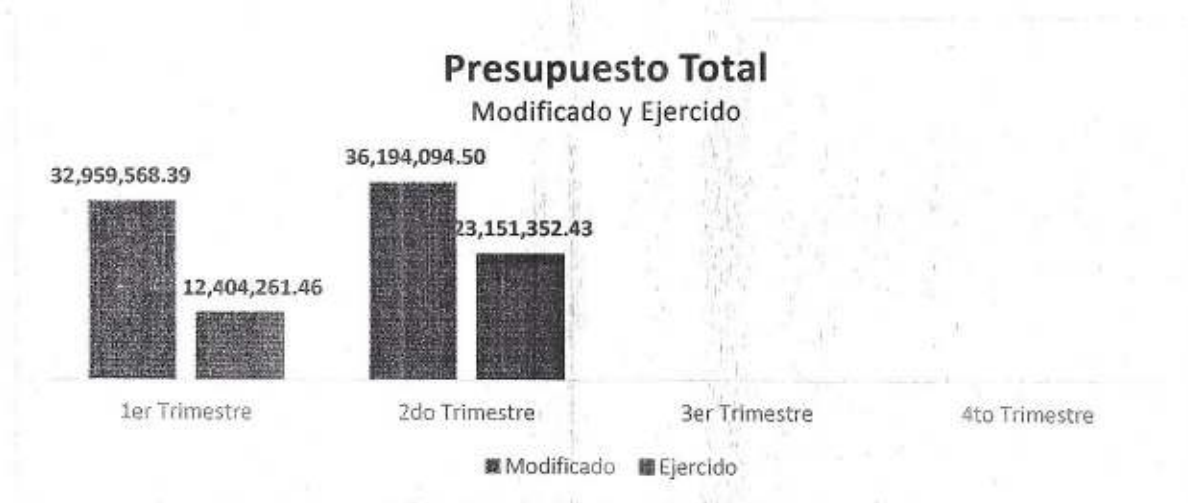 Presupuesto Total
Modificado y Ejercido
36,194,094.50
32,959,568.39
23,151,352.43
12,404,261.46
1er Trimestre 2do Trimestre 3er Trimestre 4to Trimestre
Modificado Ejercido